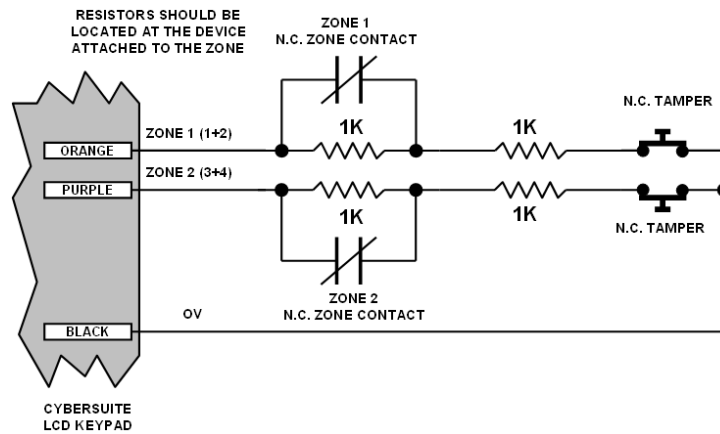 RESISTORS SHOULD BE
LOCATED AT THE DEVICE
ATTACHED TO THE ZONE
ZONE 1
N.C. ZONE CONTACT
N.C. TAMPER
ZONE 1 (1+2)
1K
1K
ORANGE
ZONE 2 (3+4)
PURPLE
1K
1K
N.C. TAMPER
ZONE 2
N.C. ZONE CONTACT
OV
BLACK
CYBERSUITE
LCD KEYPAD